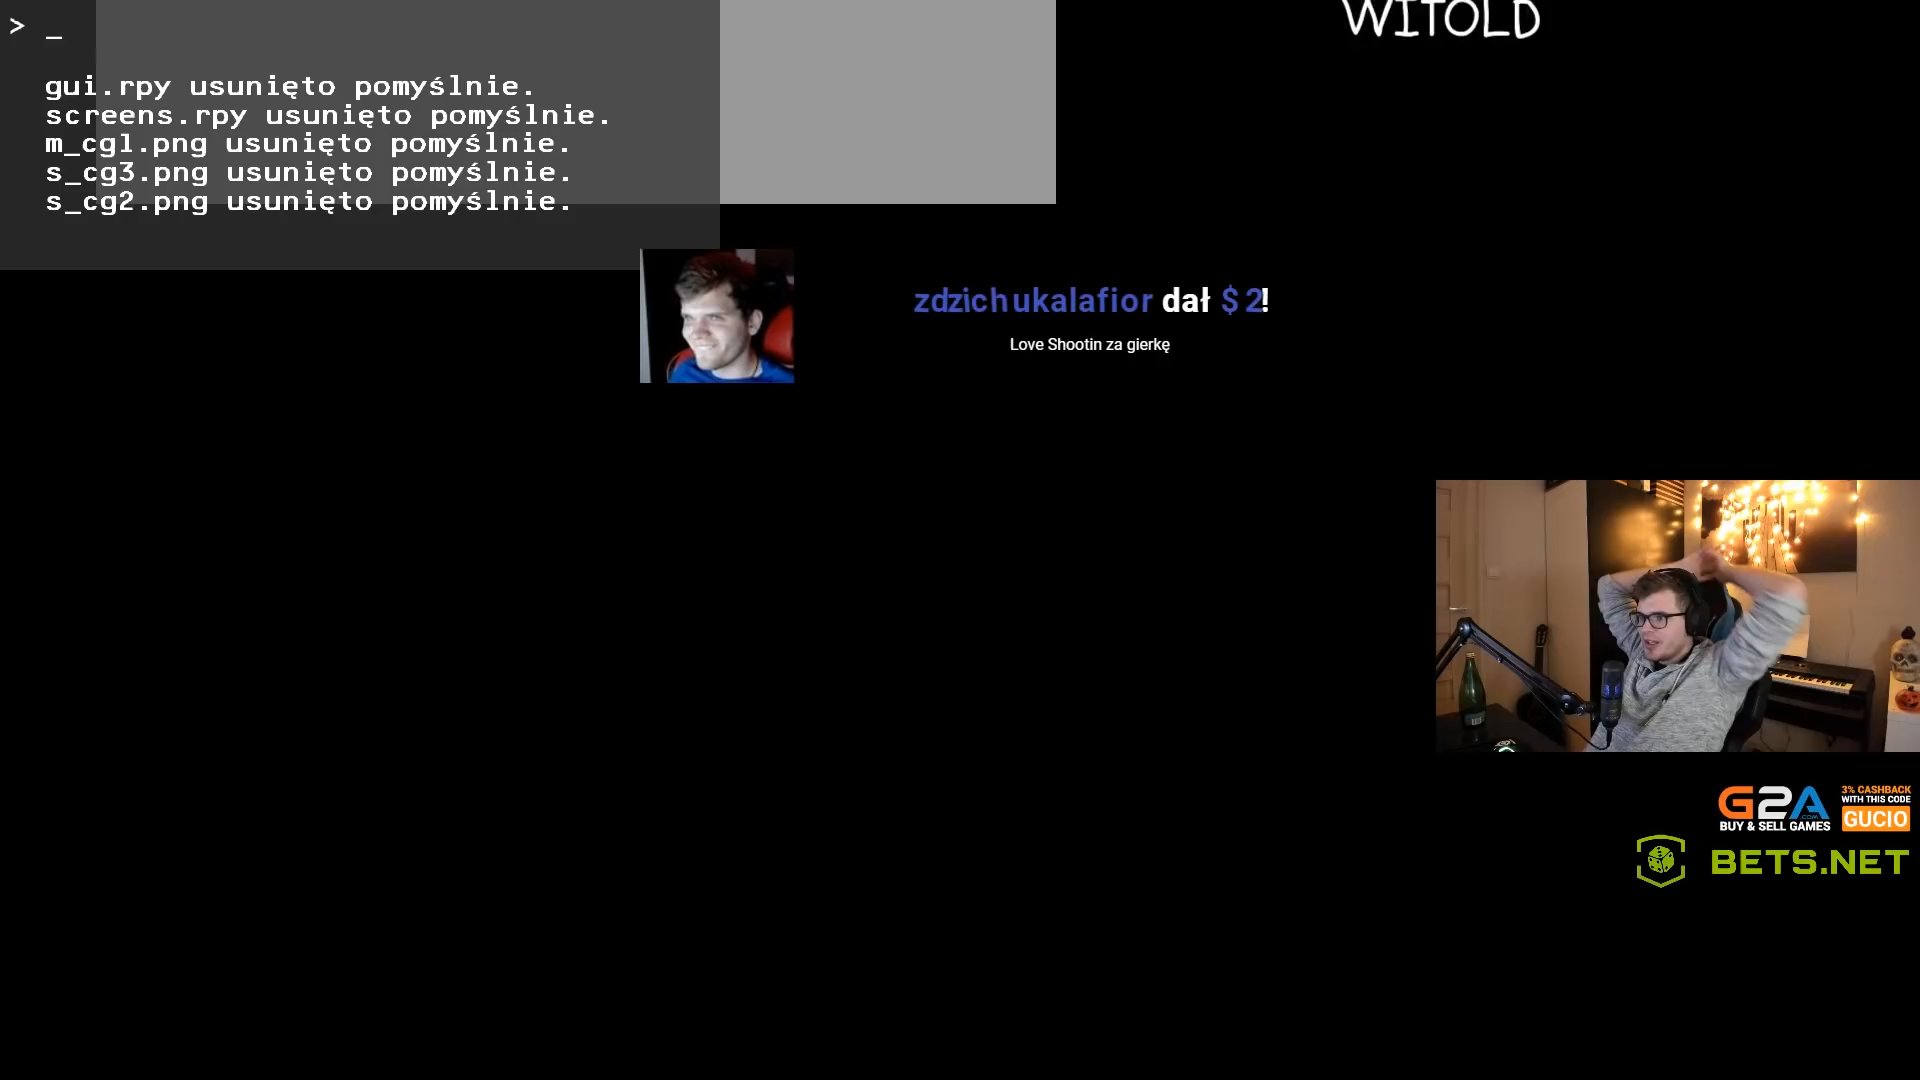 > _
WITOLD
gui.rpy usunięto pomyślnie.
screens.rpy usunięto pomyślnie.
m_cg1.png usunięto pomyślnie.
s_cg3.png usunięto pomyślnie.
s_cg2.png usunięto pomyślnie.
zdzichukalafior dał $2!
Love Shootin za gierkę
G2A.COM
BUY & SELL GAMES
3% CASHBACK
WITH THIS CODE
GUCIO
BETS.NET